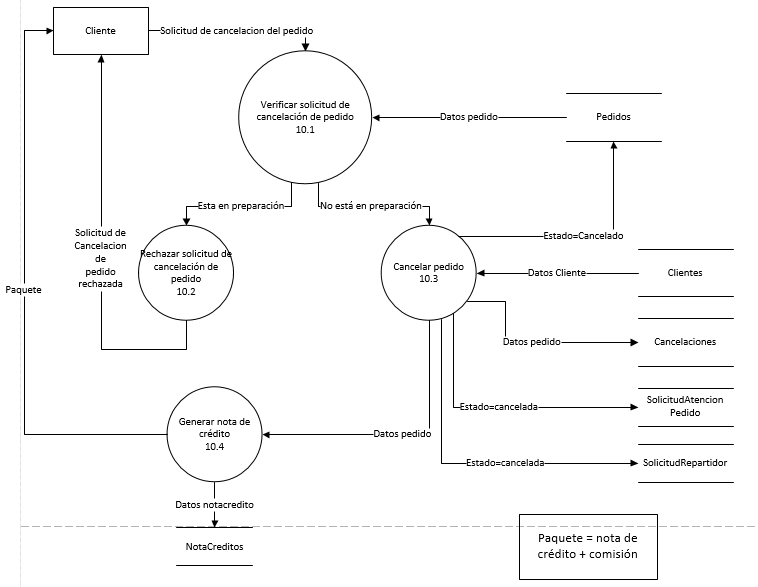 Cliente
Solicitud de cancelacion del pedido
Verificar solicitud de
cancelación de pedido
10.1
Datos pedido
Pedidos
Esta en preparación
No está en preparación
Estado=Cancelado
Solicitud de
Cancelacion
de
pedido
rechazada
Rechazar solicitud de
cancelación de
pedido
10.2
Cancelar pedido
10.3
Datos Cliente
Clientes
Paquete
Datos pedido
Cancelaciones
Estado=cancelada
SolicitudAtencion
Pedido
Generar nota de
crédito
10.4
Datos pedido
Estado=cancelada
SolicitudRepartidor
Datos notacredito
NotaCreditos
Paquete = nota de
crédito + comisión